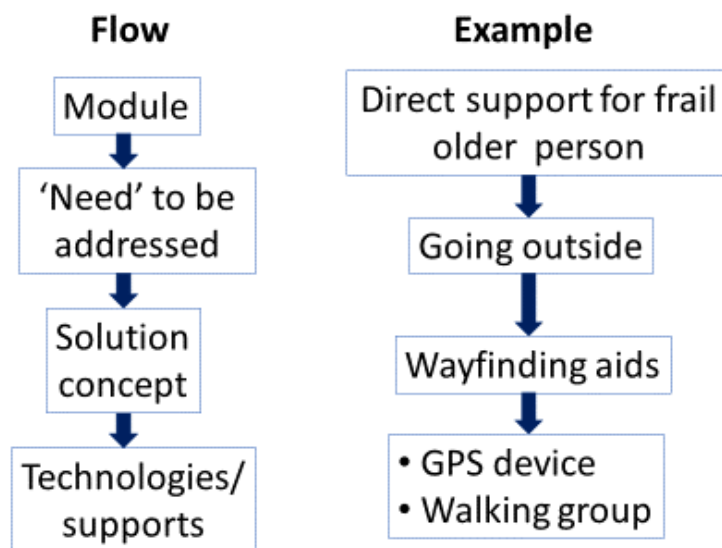 Flow
Module
‘Need’ to be
addressed
Solution
concept
Technologies/
supports
Example
Direct support for frail
older person
Going outside
Wayfinding aids
• GPS device
• Walking group